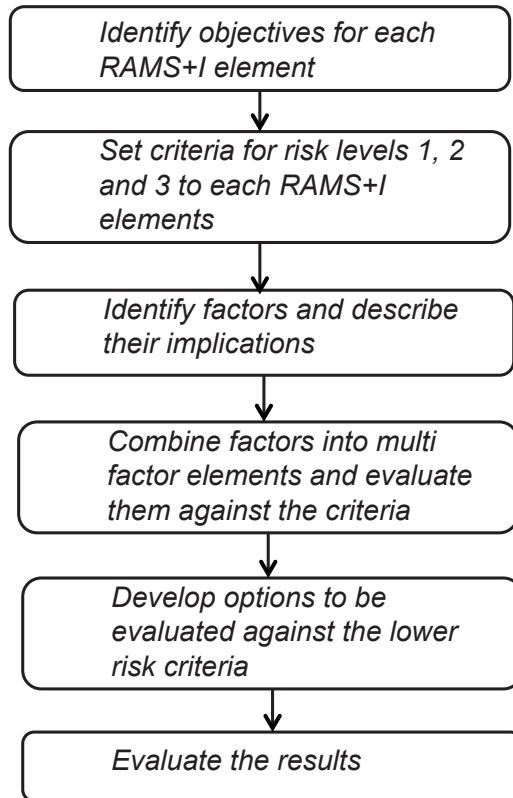 Identify objectives for each
RAMS+I element
Set criteria for risk levels 1, 2
and 3 to each RAMS+I
elements
Identify factors and describe
their implications
Combine factors into multi
factor elements and evaluate
them against the criteria
Develop options to be
evaluated against the lower
risk criteria
Evaluate the results